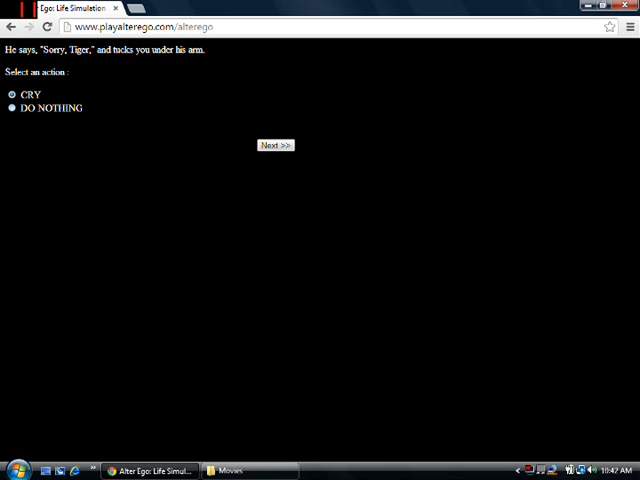 Ego: Life Simulation
www.playalterego.com/alterego
He says, "Sorry, Tiger," and tucks you under his arm.
Select an action :
CRY
DO NOTHING
Next >>
Alter Ego: Life Simul...
Movies
10:42 AM